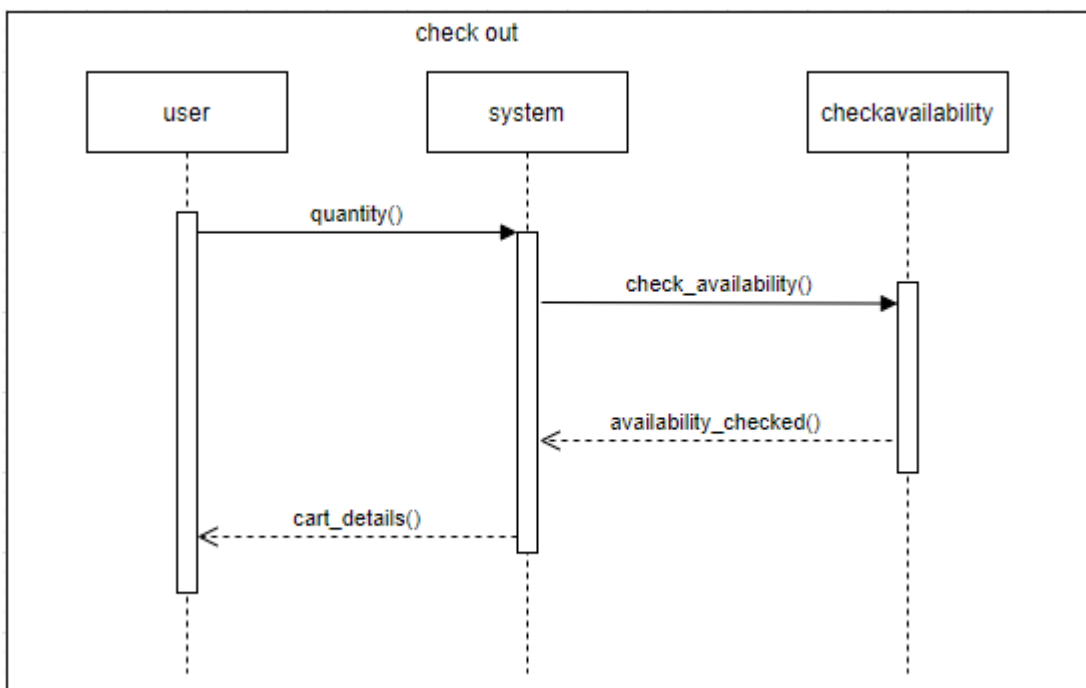 check out
user
system
checkavailability
quantity()
check_availability()
availability_checked()
cart_details()